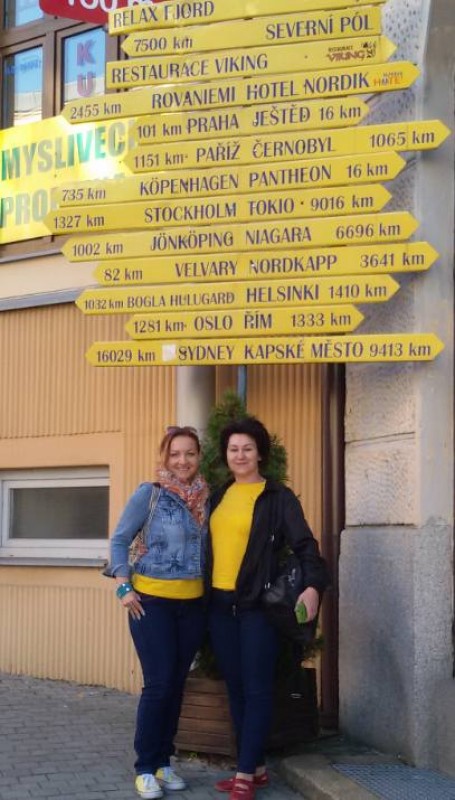 RELAX FJORD
7500 km SEVERNÍ PÓL
RESTAURACE VIKING VIKING
2455 km ROVANIEMI HOTEL NORDIK
101 km PRAHA JEŠTĚD 16 km
1151 km PAŘÍŽ ČERNOBYL 1065 km
735 km KÖPENHAGEN PANTHEON 16 km
1327 km STOCKHOLM TOKIO 9016 km
1002 km JÖNKÖPING NIAGARA 6696 km
82 km VELVARY NORDKAPP 3641 km
1032 km BOGLA HULUGARÐ HELSINKI 1410 km
1281 km OSLO ŘÍM 1333 km
16029 km SYDNEY KAPSKÉ MĚSTO 9413 km
MYSLIVEC
PRO
KU